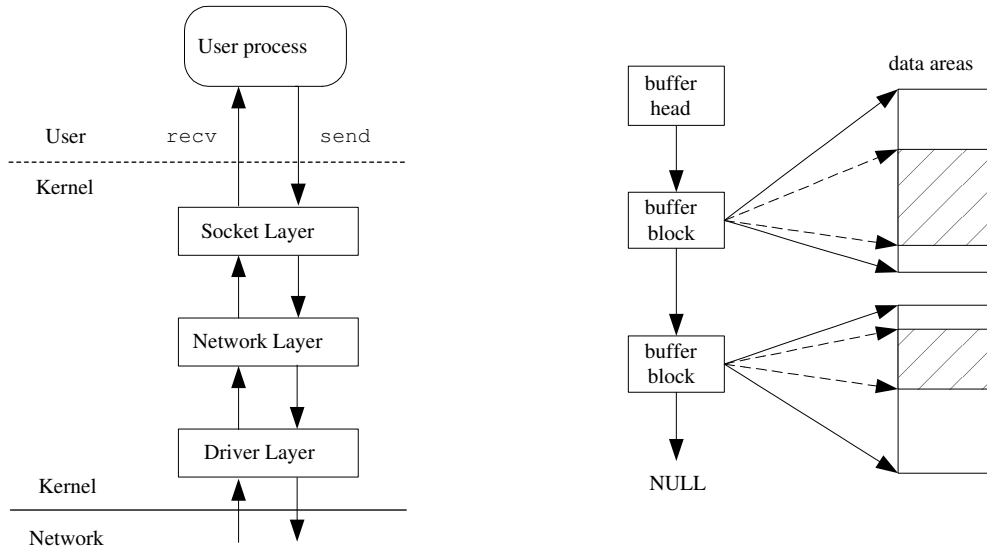 User process
User
recv
send
Kernel
Socket Layer
Network Layer
Driver Layer
Kernel
Network
data areas
buffer
head
buffer
block
buffer
block
NULL